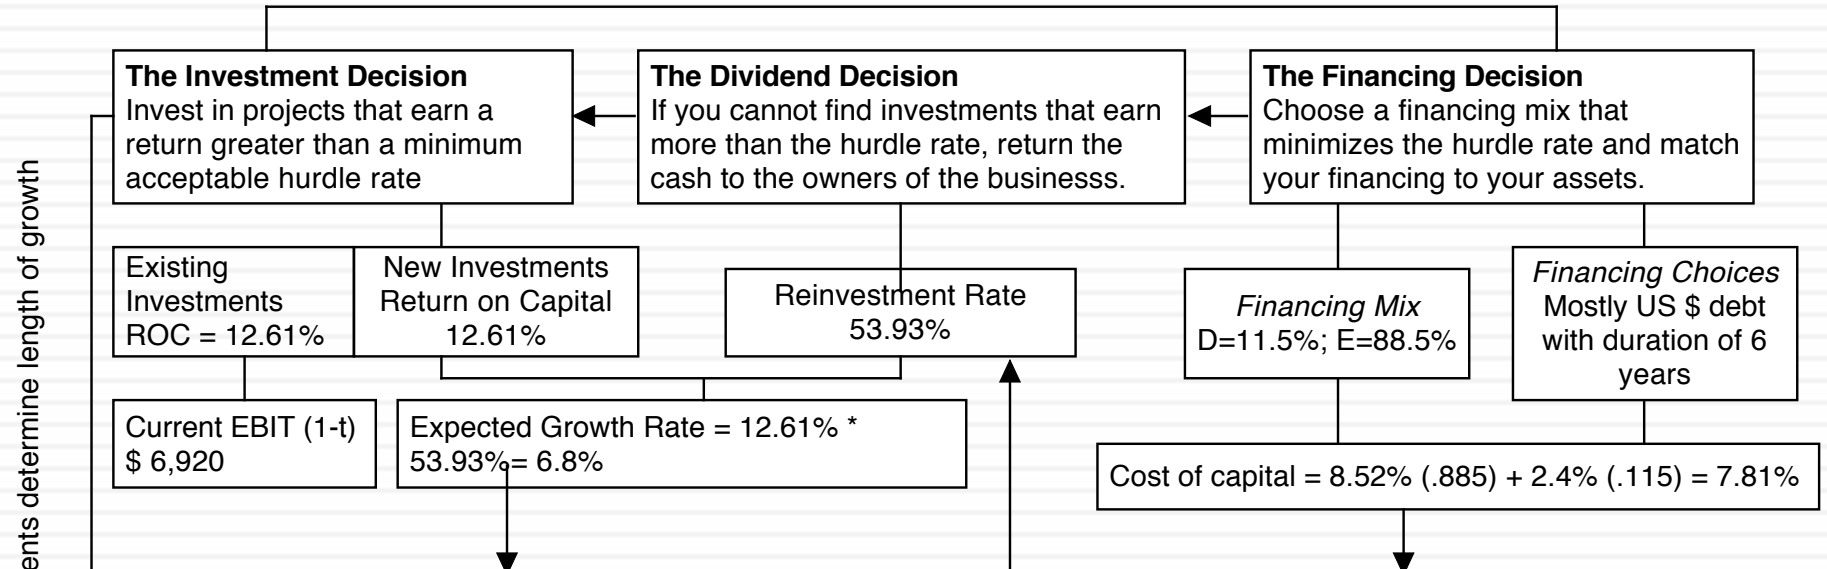 The Investment Decision
Invest in projects that earn a
return greater than a minimum
acceptable hurdle rate
The Dividend Decision
If you cannot find investments that earn
more than the hurdle rate, return the
cash to the owners of the businesss.
The Financing Decision
Choose a financing mix that
minimizes the hurdle rate and match
your financing to your assets.
Existing
Investments
ROC = 12.61%
New Investments
Return on Capital
12.61%
Reinvestment Rate
53.93%
Financing Mix
D=11.5%; E=88.5%
Financing Choices
Mostly US $ debt
with duration of 6
years
Current EBIT (1-t)
$ 6,920
Expected Growth Rate = 12.61% *
53.93%= 6.8%
Cost of capital = 8.52% (.885) + 2.4% (.115) = 7.81%
ents determine length of growth